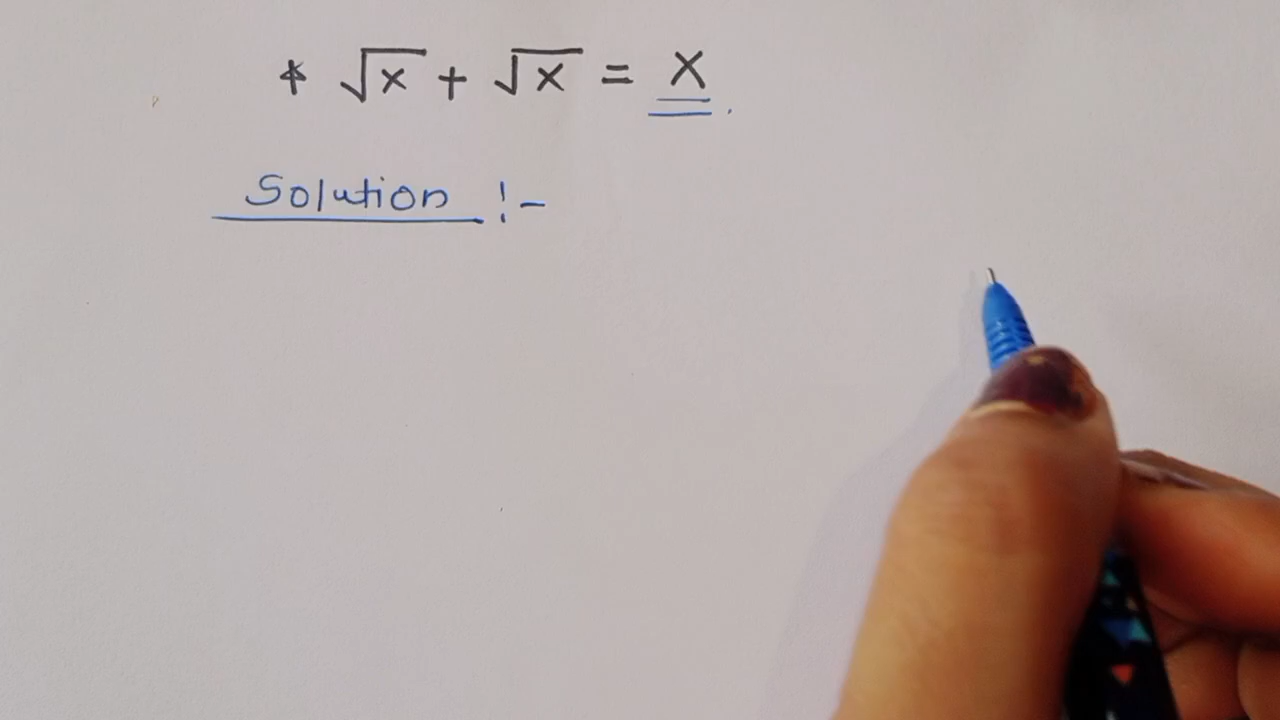 * √x + √x = x.
Solution :-